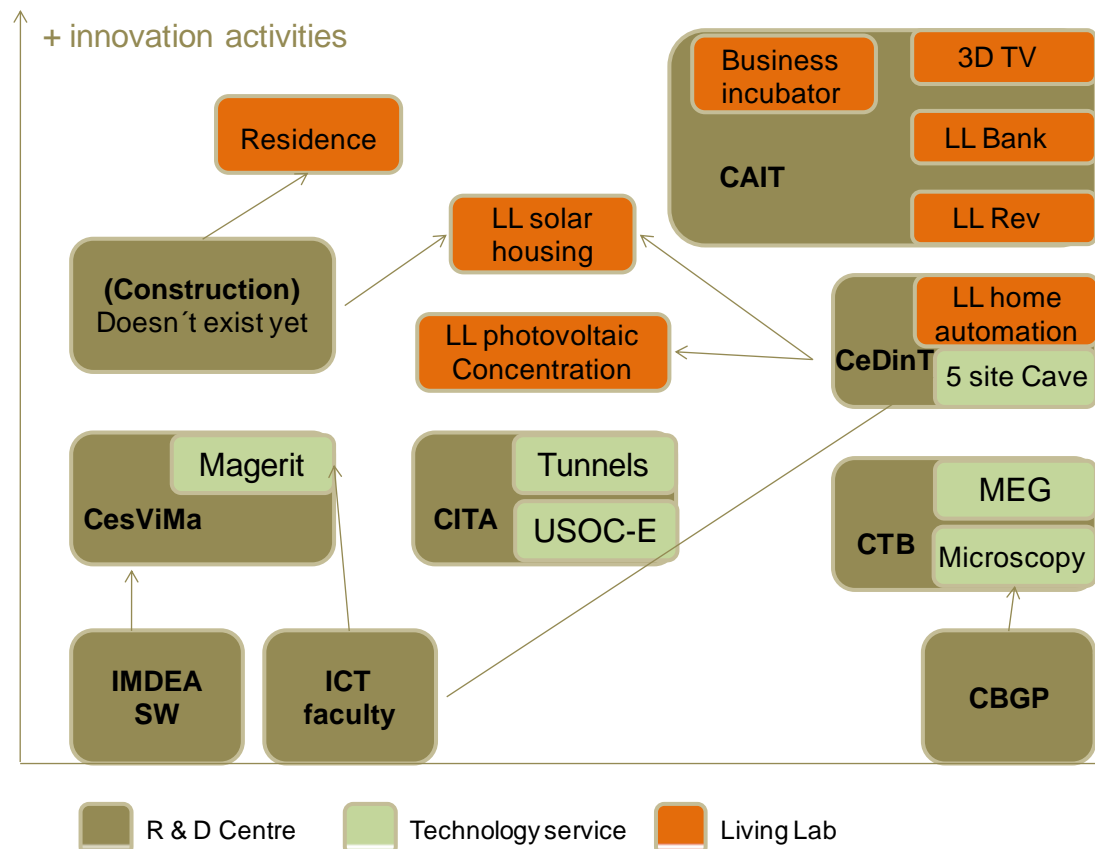 + innovation activities
Business
incubator
3D TV
Residence
LL Bank
CAIT
LL solar
housing
LL Rev
(Construction)
Doesn´t exist yet
LL home
automation
LL photovoltaic
Concentration
CeDinT
5 site Cave
Magerit
Tunnels
MEG
CesViMa
CITA
USOC-E
CTB
Microscopy
IMDEA
SW
ICT
faculty
CBGP
R & D Centre
Technology service
Living Lab